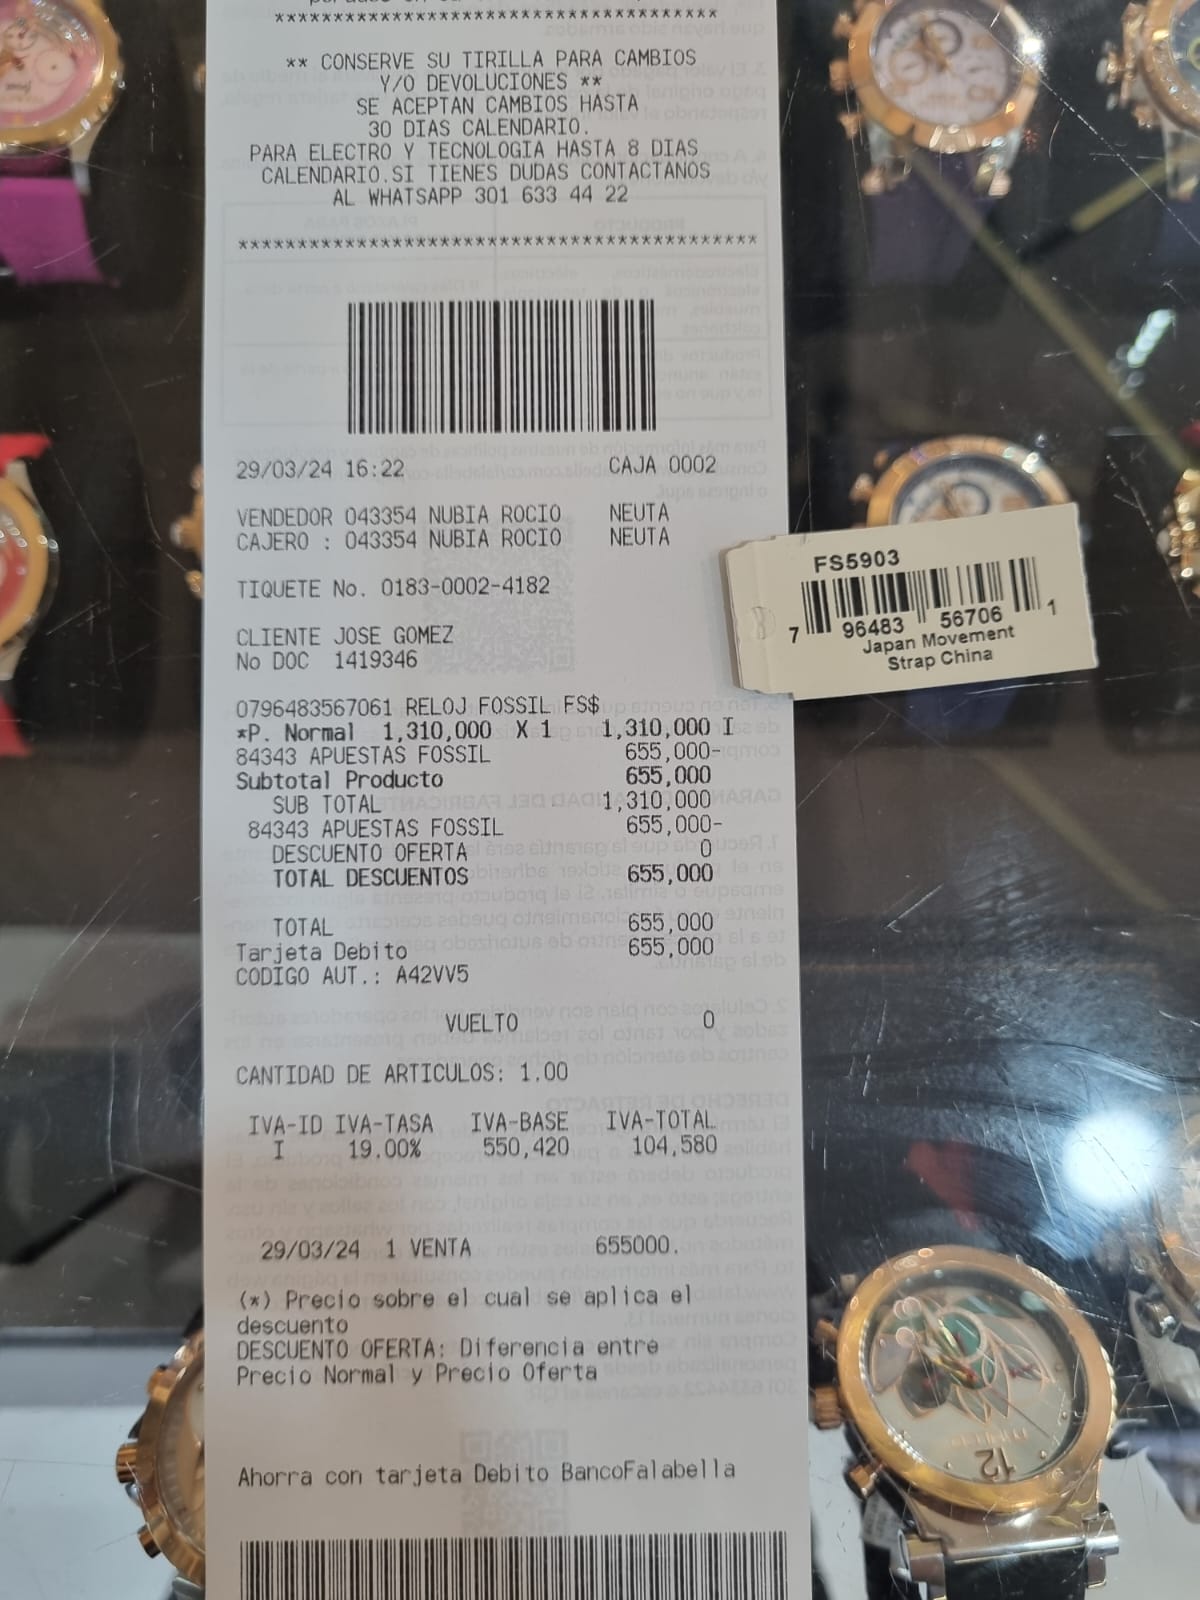 ************************************
** CONSERVE SU TIRILLA PARA CAMBIOS
Y/O DEVOLUCIONES **
SE ACEPTAN CAMBIOS HASTA
30 DIAS CALENDARIO.
PARA ELECTRO Y TECNOLOGIA HASTA 8 DIAS
CALENDARIO.SI TIENES DUDAS CONTACTANOS
AL WHATSAPP 301 633 44 22
*******************************************
29/03/24 16:22 CAJA 0002
VENDEDOR 043354 NUBIA ROCIO NEUTA
CAJERO : 043354 NUBIA ROCIO NEUTA
TIQUETE No. 0183-0002-4182
CLIENTE JOSE GOMEZ
No DOC 1419346
0796483567061 RELOJ FOSSIL FS$
*P. Normal 1,310,000 X 1 1,310,000 I
84343 APUESTAS FOSSIL 655,000-
Subtotal Producto 655,000
SUB TOTAL 1,310,000
84343 APUESTAS FOSSIL 655,000-
DESCUENTO OFERTA 0
TOTAL DESCUENTOS 655,000
TOTAL 655,000
Tarjeta Debito 655,000
CODIGO AUT.: A42VV5
VUELTO 0
CANTIDAD DE ARTICULOS: 1.00
IVA-ID IVA-TASA IVA-BASE IVA-TOTAL
I 19.00% 550,420 104,580
29/03/24 1 VENTA 655000.
(*) Precio sobre el cual se aplica el
descuento
DESCUENTO OFERTA: Diferencia entre
Precio Normal y Precio Oferta
Ahorra con tarjeta Debito BancoFalabella
FS5903
7 96483 56706 1
Japan Movement
Strap China
12